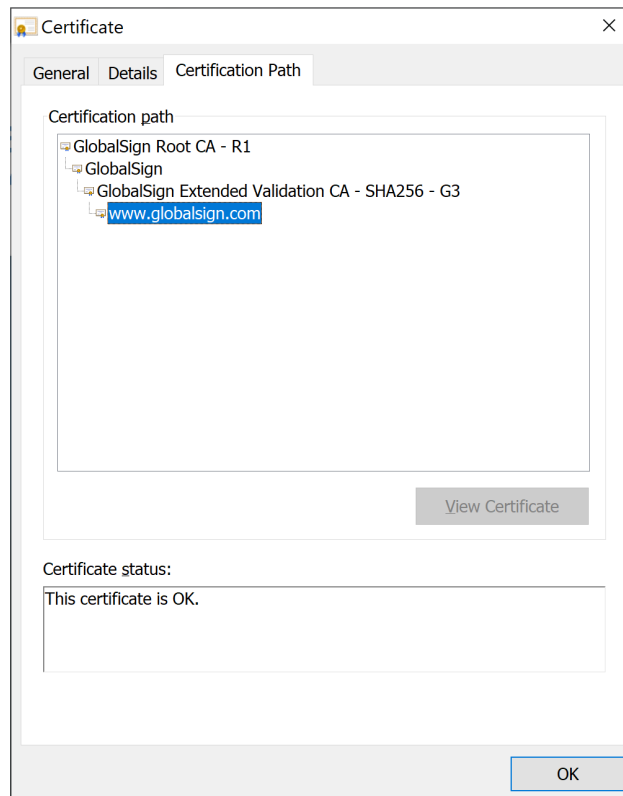 Certificate
General Details Certification Path
Certification path
GlobalSign Root CA - R1
GlobalSign
GlobalSign Extended Validation CA - SHA256 - G3
www.globalsign.com
View Certificate
Certificate status:
This certificate is OK.
OK